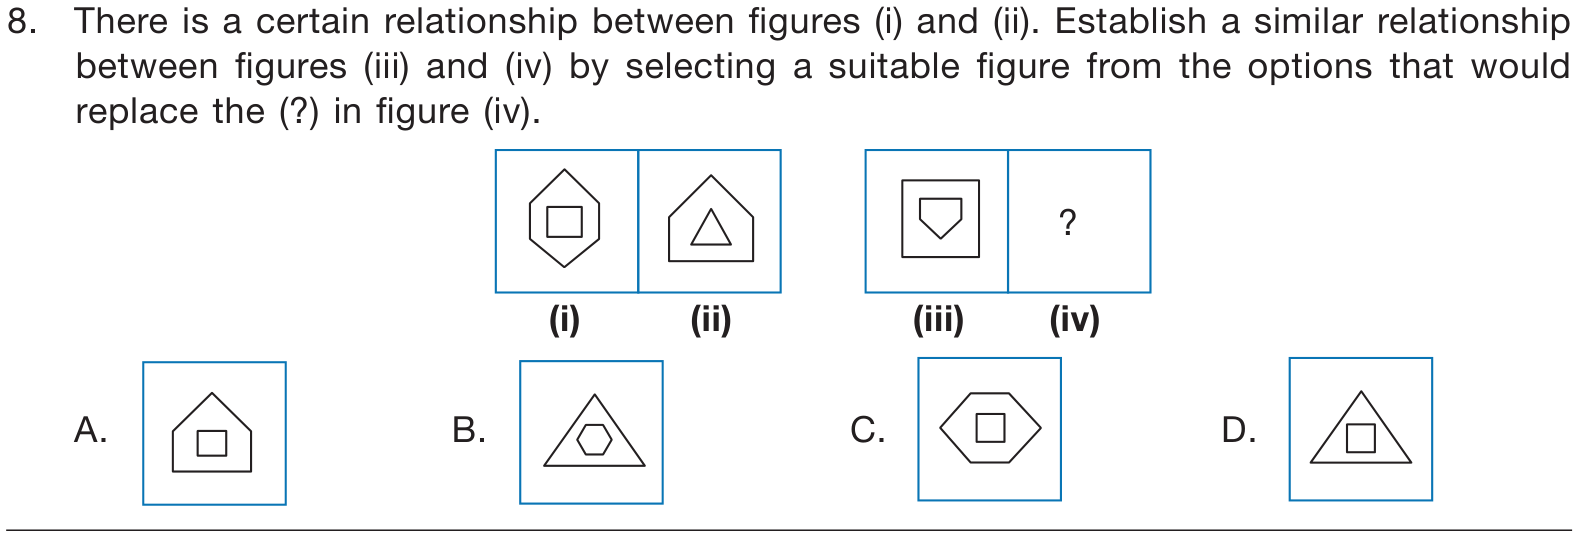 8. There is a certain relationship between figures (i) and (ii). Establish a similar relationship
between figures (iii) and (iv) by selecting a suitable figure from the options that would
replace the (?) in figure (iv).
?
(i) (ii) (iii) (iv)
A. B. C. D.